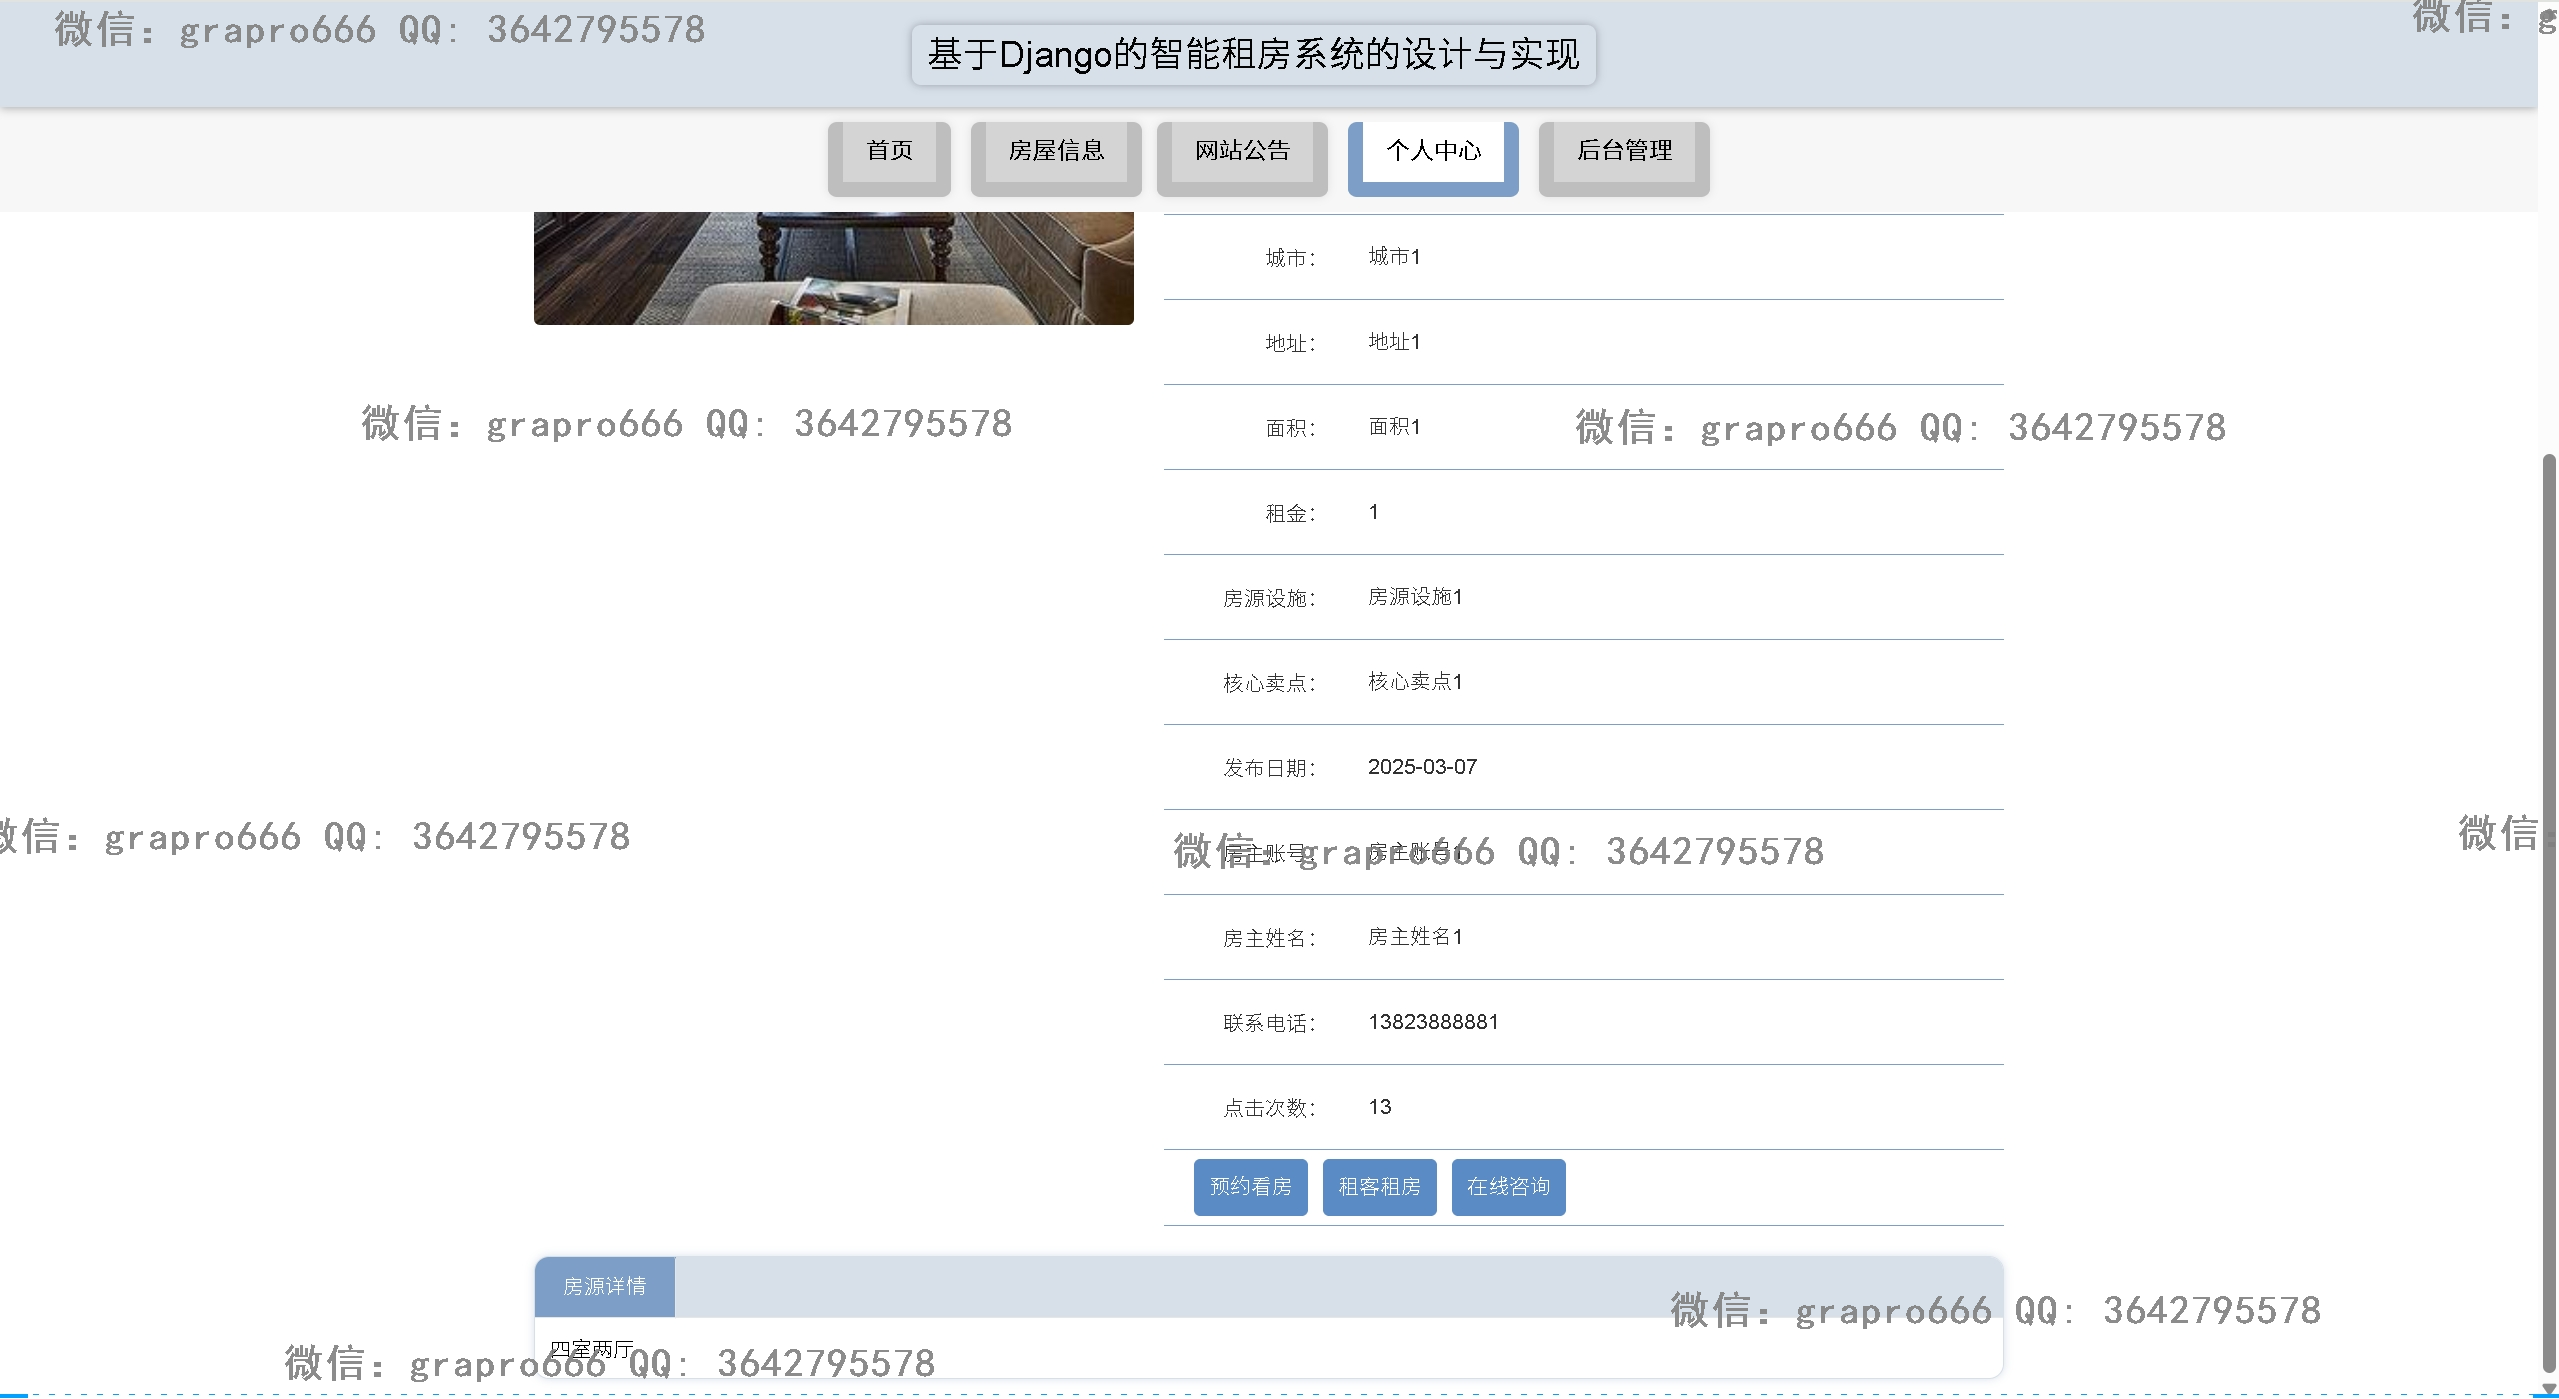 微信：grapro666 QQ: 3642795578
微信：g
基于Django的智能租房系统的设计与实现
首页 房屋信息 网站公告 个人中心 后台管理
城市： 城市1
地址： 地址1
微信：grapro666 QQ: 3642795578
面积： 面积1
微信：grapro666 QQ: 3642795578
租金： 1
房源设施： 房源设施1
核心卖点： 核心卖点1
发布日期： 2025-03-07
微信：grapro666 QQ: 3642795578
房主账号： 房主账号1
微信：grapro666 QQ: 3642795578
微信：
房主姓名： 房主姓名1
联系电话： 13823888881
点击次数： 13
预约看房 租客租房 在线咨询
房源详情
微信：grapro666 QQ: 3642795578
四室两厅
微信：grapro666 QQ: 3642795578